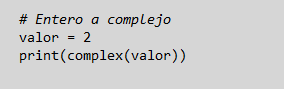 # Entero a complejo
valor = 2
print(complex(valor))